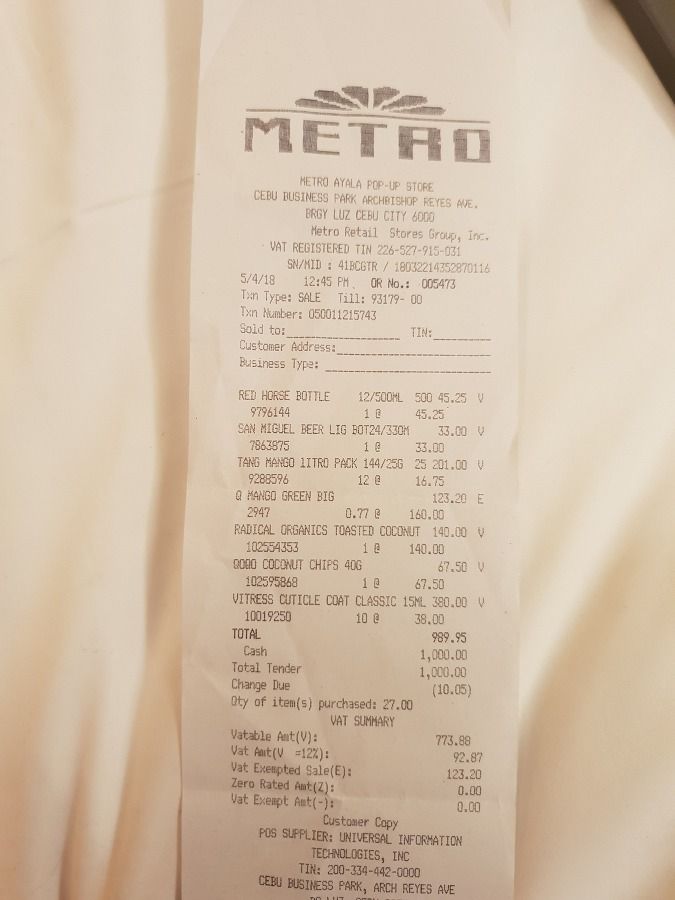 METRO
METRO AYALA POP-UP STORE
CEBU BUSINESS PARK ARCHBISHOP REYES AVE.
BRGY LUZ CEBU CITY 6000
Metro Retail Stores Group, Inc.
VAT REGISTERED TIN 226-527-915-031
SN/MID : 41BCGTR / 18032214352870116
5/4/18 12:45 PM OR No.: 005473
Txn Type: SALE Till: 93179- 00
Txn Number: 050011215743
Sold to:____________________ TIN:__________
Customer Address:___________________________
Business Type: _____________________________
RED HORSE BOTTLE 12/500ML 500 45.25 V
9796144 1 @ 45.25
SAN MIGUEL BEER LIG BOT24/330M 33.00 V
7863875 1 @ 33.00
TANG MANGO 1LITRO PACK 144/25G 25 201.00 V
9288596 12 @ 16.75
Q MANGO GREEN BIG 123.20 E
2947 0.77 @ 160.00
RADICAL ORGANICS TOASTED COCONUT 140.00 V
102554353 1 @ 140.00
QOBO COCONUT CHIPS 40G 67.50 V
102595868 1 @ 67.50
VITRESS CUTICLE COAT CLASSIC 15ML 380.00 V
10019250 10 @ 38.00
TOTAL 989.95
Cash 1,000.00
Total Tender 1,000.00
Change Due (10.05)
Qty of item(s) purchased: 27.00
VAT SUMMARY
Vatable Amt(V): 773.88
Vat Amt(V =12%): 92.87
Vat Exempted Sale(E): 123.20
Zero Rated Amt(Z): 0.00
Vat Exempt Amt(-): 0.00
Customer Copy
POS SUPPLIER: UNIVERSAL INFORMATION
TECHNOLOGIES, INC
TIN: 200-334-442-0000
CEBU BUSINESS PARK, ARCH REYES AVE